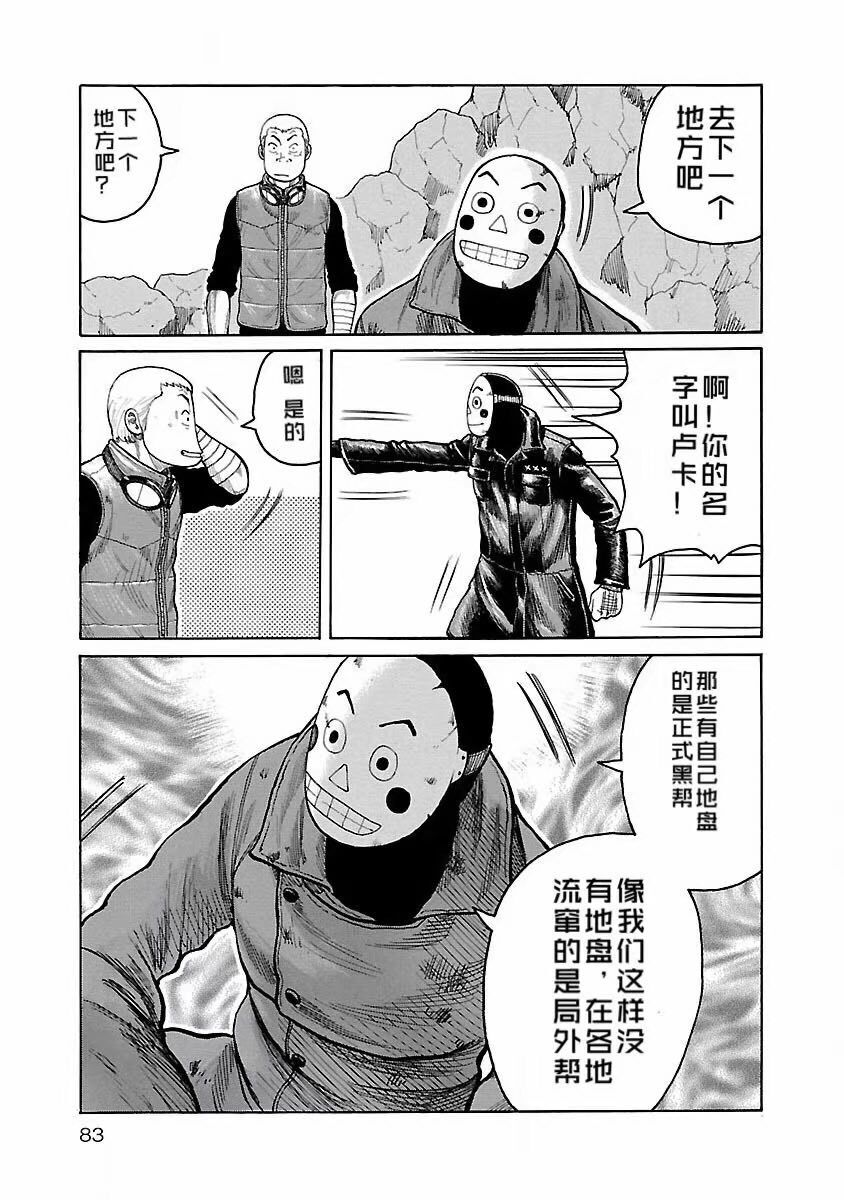 去下一个
地方吧
下一个
地方吧?
啊!你的名
字叫卢卡!
嗯 是的
那些有自己地盘
的是正式黑帮
像我们这样没
有地盘,在各地
流窜的是局外帮
83